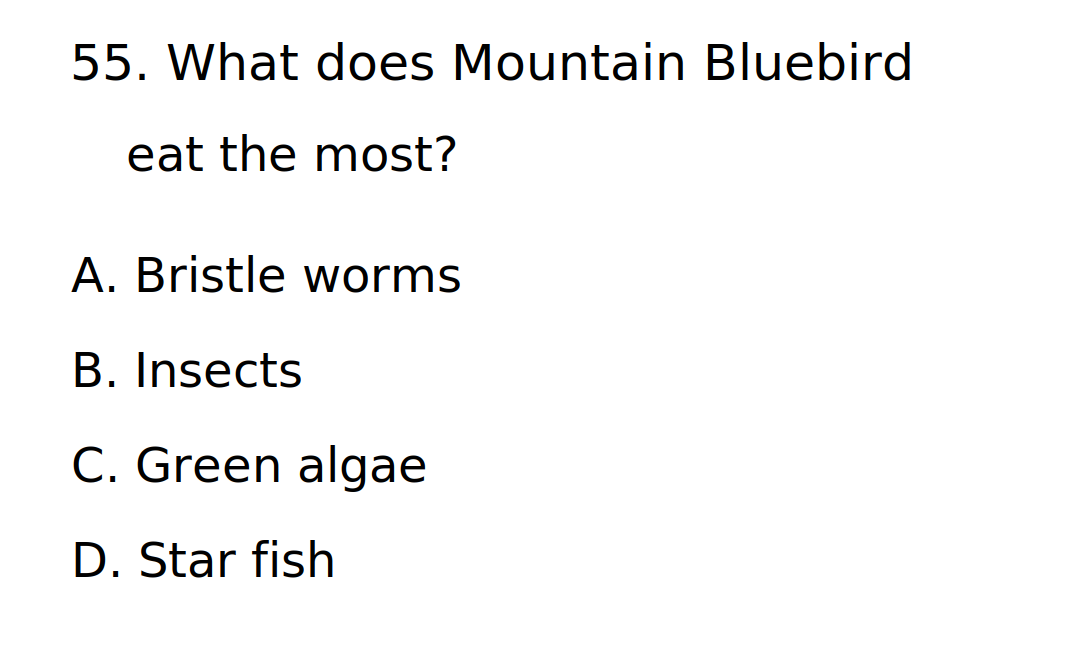 55. What does Mountain Bluebird
eat the most?
A. Bristle worms
B. Insects
C. Green algae
D. Star fish